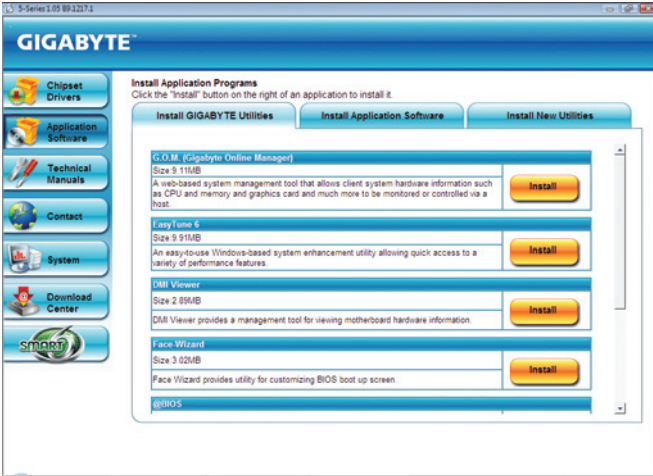 5-Series 1.05 B9.1217.1
GIGABYTE™
Chipset
Drivers
Application
Software
Technical
Manuals
Contact
System
Download
Center
SMART
Install Application Programs
Click the "Install" button on the right of an application to install it.
Install GIGABYTE Utilities
Install Application Software
Install New Utilities
G.O.M. (Gigabyte Online Manager)
Size:9.11MB
A web-based system management tool that allows client system hardware information such
as CPU and memory and graphics card and much more to be monitored or controlled via a
host.
Install
EasyTune 6
Size:9.91MB
An easy-to-use Windows-based system enhancement utility allowing quick access to a
variety of performance features.
Install
DMI Viewer
Size:2.89MB
DMI Viewer provides a management tool for viewing motherboard hardware information.
Install
Face-Wizard
Size:3.02MB
Face Wizard provides utility for customizing BIOS boot up screen
Install
@BIOS